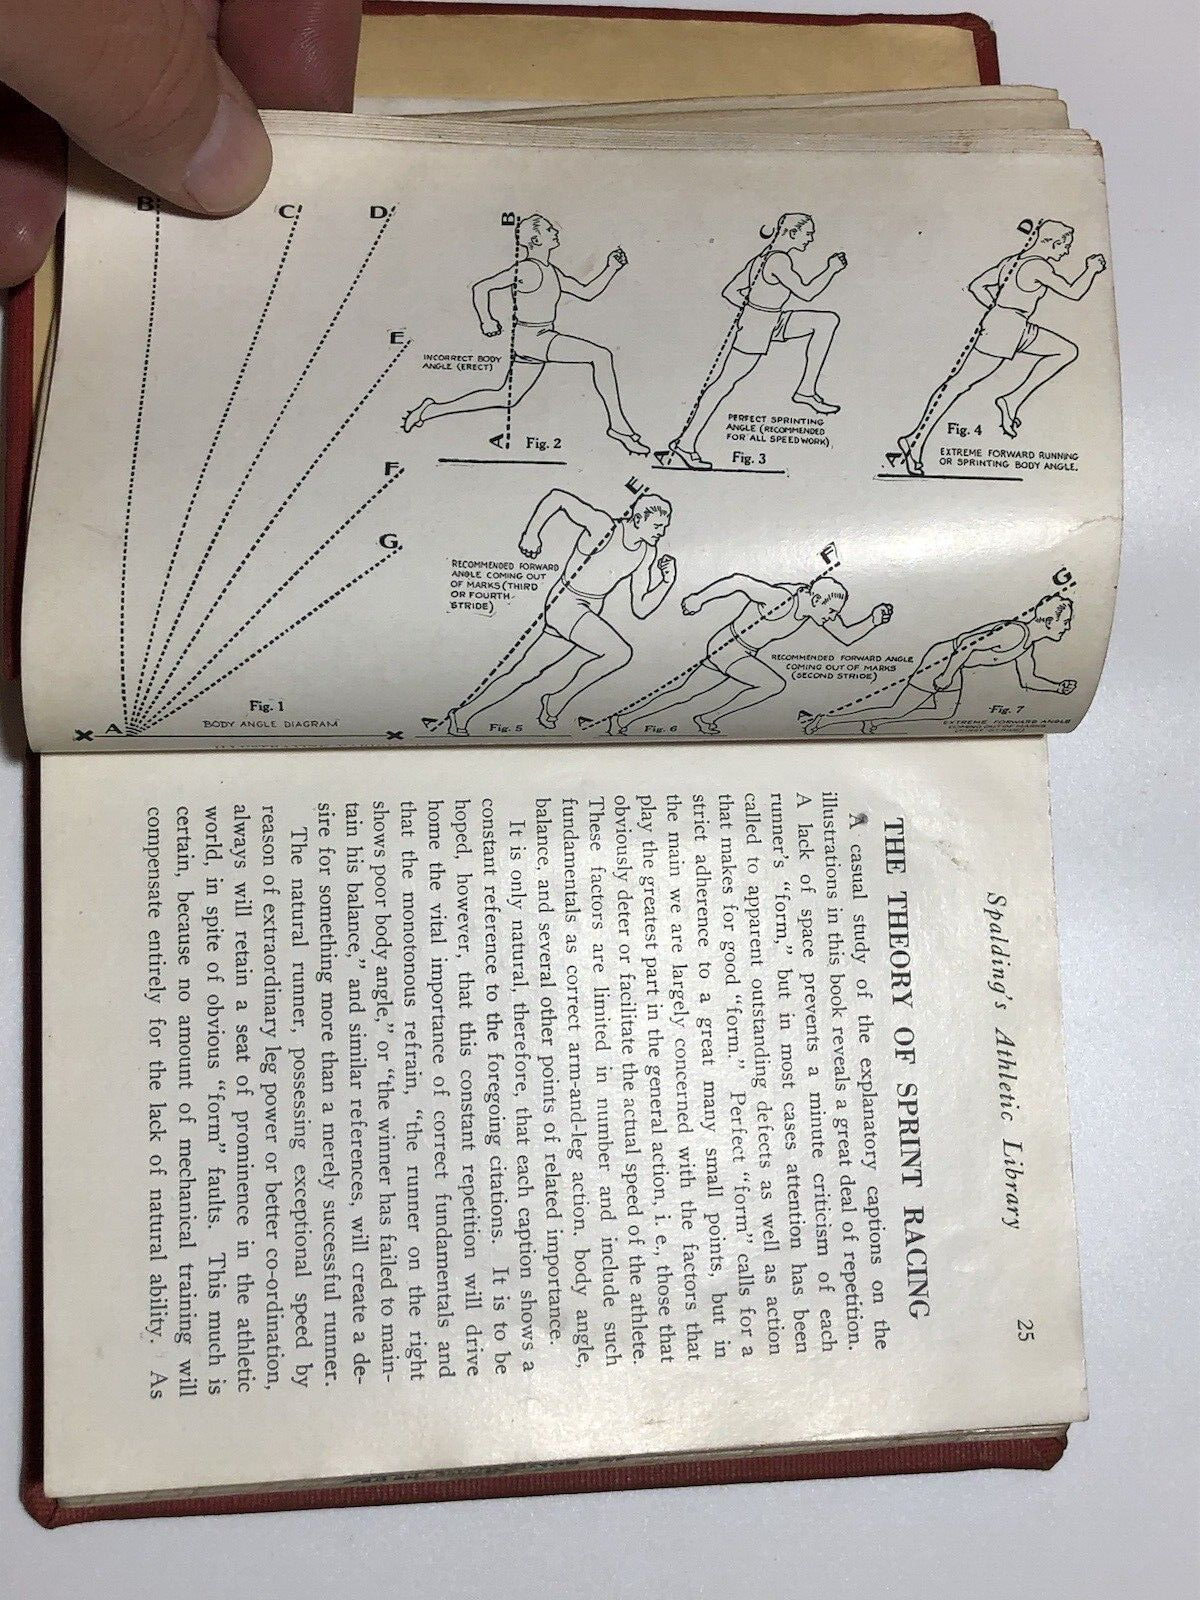 B
C
D
E
F
G
X
A
X
Fig. 1
BODY ANGLE DIAGRAM
B
INCORRECT BODY
ANGLE (ERECT)
A
Fig. 2
C
PERFECT SPRINTING
ANGLE (RECOMMENDED
FOR ALL SPEED WORK)
A
Fig. 3
D
Fig. 4
A
EXTREME FORWARD RUNNING
OR SPRINTING BODY ANGLE.
E
RECOMMENDED FORWARD
ANGLE COMING OUT
OF MARKS (THIRD
OR FOURTH
STRIDE)
A
Fig. 5
F
RECOMMENDED FORWARD ANGLE
COMING OUT OF MARKS
(SECOND STRIDE)
A
Fig. 6
G
A
Fig. 7
EXTREME FORWARD ANGLE
COMING OUT OF MARKS
Spalding's Athletic Library 25
THE THEORY OF SPRINT RACING
A casual study of the explanatory captions on the
illustrations in this book reveals a great deal of repetition.
A lack of space prevents a minute criticism of each
runner's "form," but in most cases attention has been
called to apparent outstanding defects as well as action
that makes for good "form." Perfect "form" calls for a
strict adherence to a great many small points, but in
the main we are largely concerned with the factors that
play the greatest part in the general action, i. e., those that
obviously deter or facilitate the actual speed of the athlete.
These factors are limited in number and include such
fundamentals as correct arm-and-leg action. body angle,
balance, and several other points of related importance.
It is only natural, therefore, that each caption shows a
constant reference to the foregoing citations. It is to be
hoped, however, that this constant repetition will drive
home the vital importance of correct fundamentals and
that the monotonous refrain, "the runner on the right
shows poor body angle," or "the winner has failed to main-
tain his balance," and similar references, will create a de-
sire for something more than a merely successful runner.
The natural runner, possessing exceptional speed by
reason of extraordinary leg power or better co-ordination,
always will retain a seat of prominence in the athletic
world, in spite of obvious "form" faults. This much is
certain, because no amount of mechanical training will
compensate entirely for the lack of natural ability. As